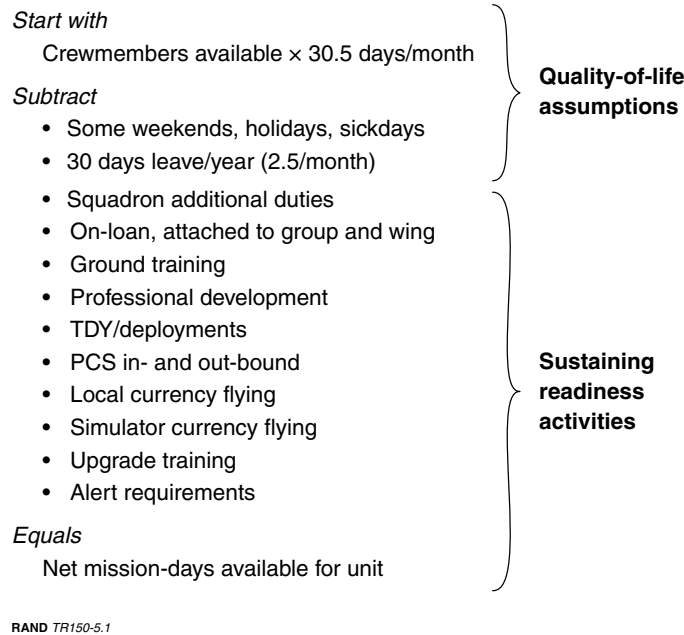 Start with
Crewmembers available × 30.5 days/month
Quality-of-life
assumptions
Subtract
• Some weekends, holidays, sickdays
• 30 days leave/year (2.5/month)
• Squadron additional duties
• On-loan, attached to group and wing
• Ground training
• Professional development
• TDY/deployments
• PCS in- and out-bound
• Local currency flying
• Simulator currency flying
• Upgrade training
• Alert requirements
Sustaining
readiness
activities
Equals
Net mission-days available for unit
RAND TR150-5.1